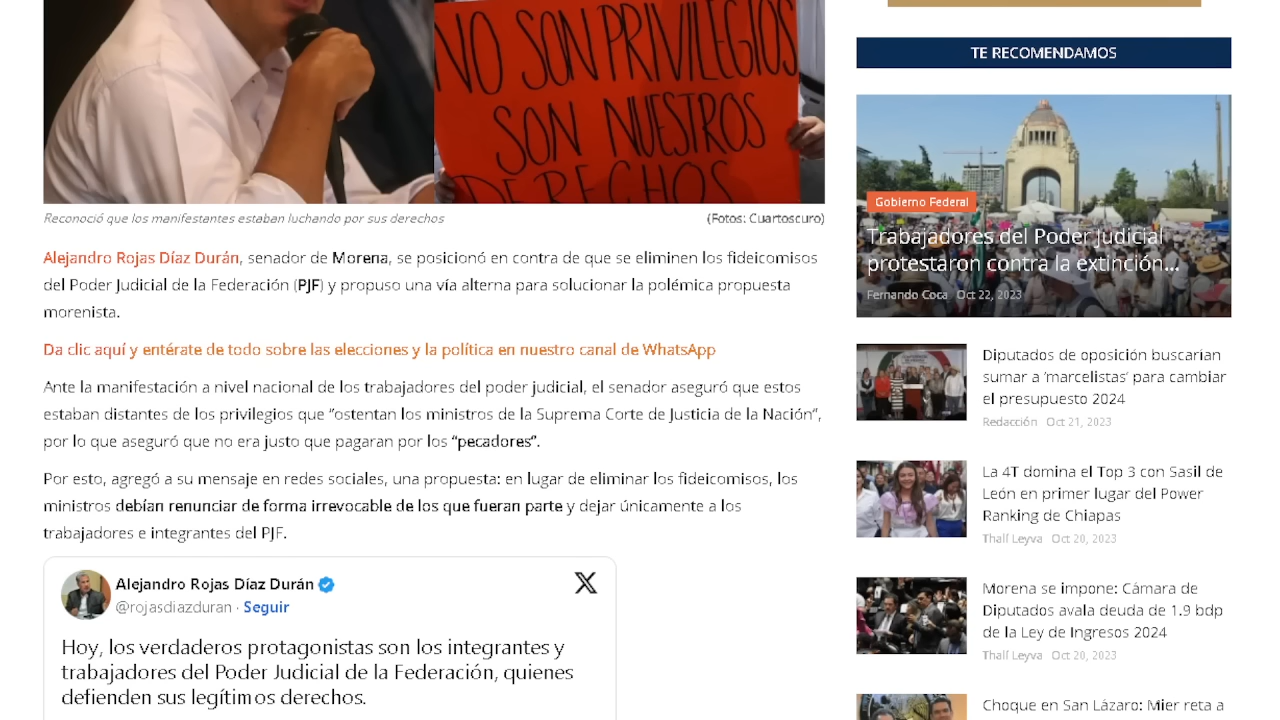 NO SON PRIVILEGIOS
SON NUESTROS
DERECHOS
Reconoció que los manifestantes estaban luchando por sus derechos
(Fotos: Cuartoscuro)
Alejandro Rojas Díaz Durán, senador de Morena, se posicionó en contra de que se eliminen los fideicomisos
del Poder Judicial de la Federación (PJF) y propuso una vía alterna para solucionar la polémica propuesta
morenista.
Da clic aquí y entérate de todo sobre las elecciones y la política en nuestro canal de WhatsApp
Ante la manifestación a nivel nacional de los trabajadores del poder judicial, el senador aseguró que estos
estaban distantes de los privilegios que “ostentan los ministros de la Suprema Corte de Justicia de la Nación”,
por lo que aseguró que no era justo que pagaran por los “pecadores”.
Por esto, agregó a su mensaje en redes sociales, una propuesta: en lugar de eliminar los fideicomisos, los
ministros debían renunciar de forma irrevocable de los que fueran parte y dejar únicamente a los
trabajadores e integrantes del PJF.
Alejandro Rojas Díaz Durán
@rojasdiazduran · Seguir
Hoy, los verdaderos protagonistas son los integrantes y
trabajadores del Poder Judicial de la Federación, quienes
defienden sus legítimos derechos.
TE RECOMENDAMOS
Gobierno Federal
Trabajadores del Poder Judicial
protestaron contra la extinción...
Fernando Coca Oct 22, 2023
Diputados de oposición buscarían
sumar a ‘marcelistas’ para cambiar
el presupuesto 2024
Redacción Oct 21, 2023
La 4T domina el Top 3 con Sasil de
León en primer lugar del Power
Ranking de Chiapas
Thalf Leyva Oct 20, 2023
Morena se impone: Cámara de
Diputados avala deuda de 1.9 bdp
de la Ley de Ingresos 2024
Thalf Leyva Oct 20, 2023
Choque en San Lázaro: Mier reta a